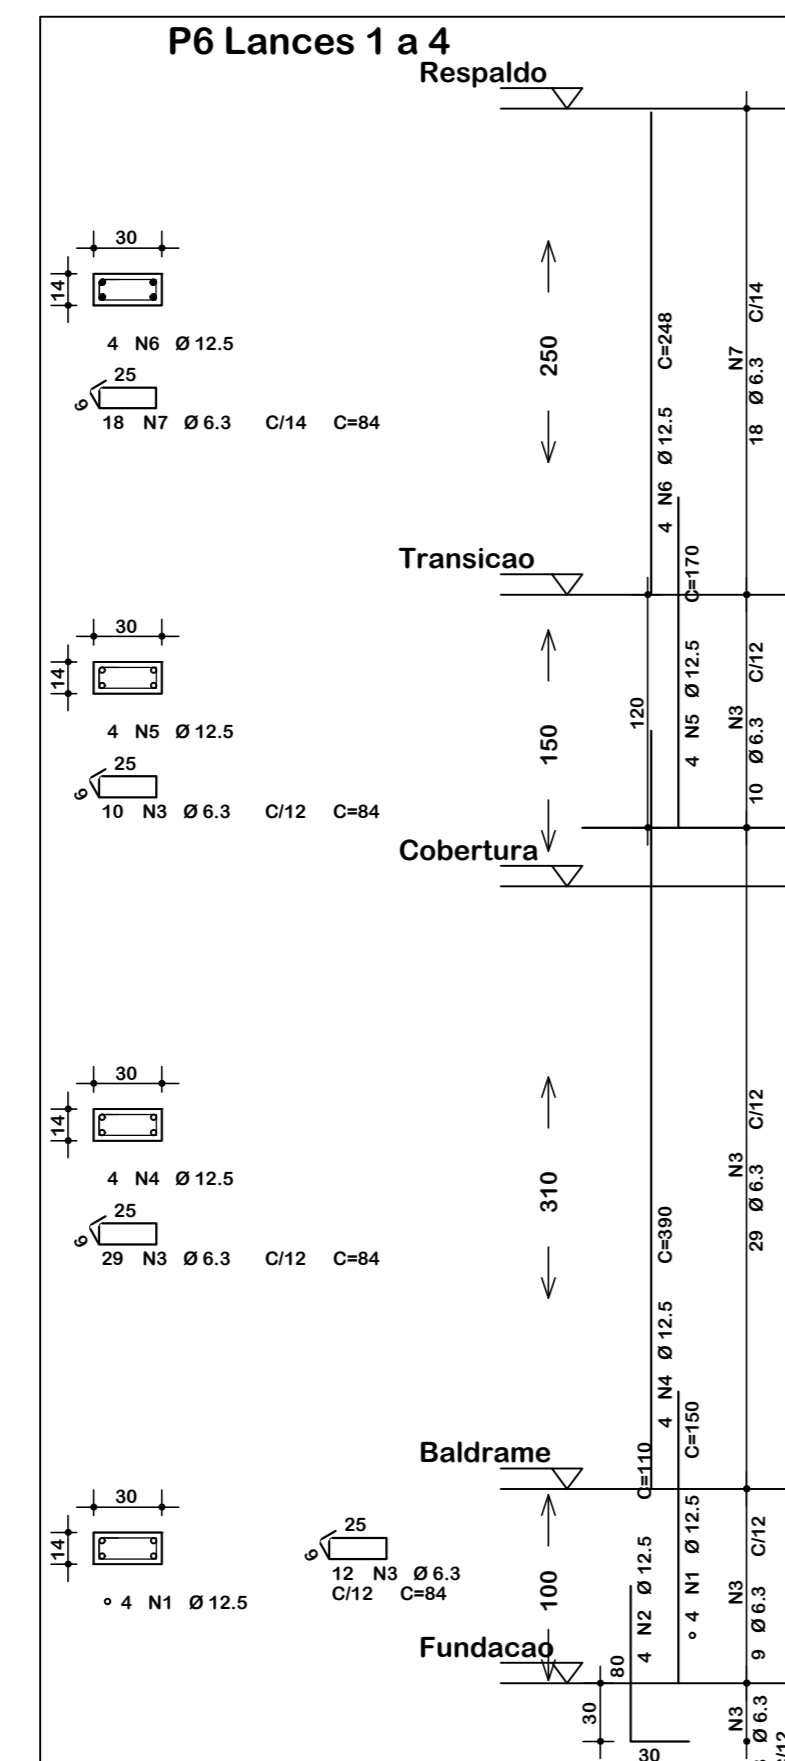 P6 Lances 1 a 4
Respaldo
30
14
4 N6 Ø 12.5
25
9
18 N7 Ø 6.3 C/14 C=84
250
4 N6 Ø 12.5 C=248
18 Ø 6.3 C/14
N7
Transicao
30
14
4 N5 Ø 12.5
25
9
10 N3 Ø 6.3 C/12 C=84
150
120
4 N5 Ø 12.5 C=170
10 Ø 6.3 C/12
N3
Cobertura
30
14
4 N4 Ø 12.5
25
9
29 N3 Ø 6.3 C/12 C=84
310
4 N4 Ø 12.5 C=390
29 Ø 6.3 C/12
N3
Baldrame
30
14
4 N1 Ø 12.5
25
9
12 N3 Ø 6.3
C/12 C=84
100
4 N2 Ø 12.5 C=110
4 N1 Ø 12.5 C=150
9 Ø 6.3 C/12
N3
Fundacao
80
30
30
N3
Ø 6.3
C/12